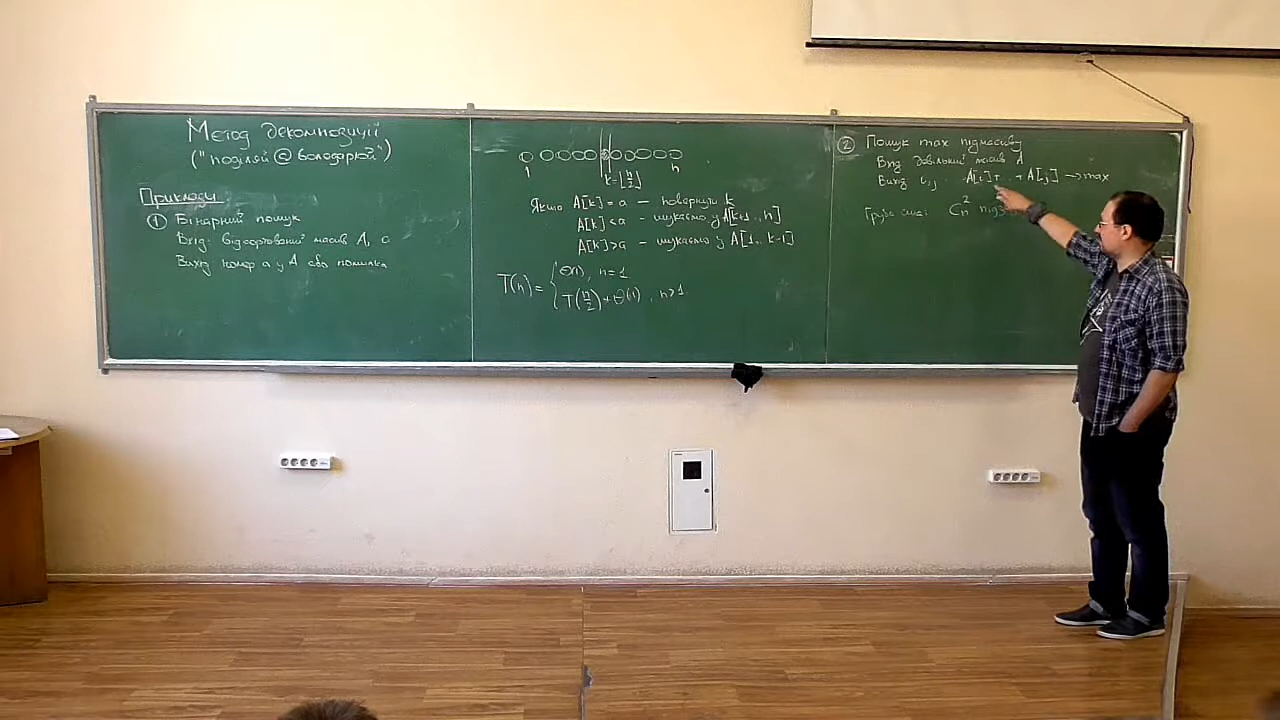 Метод декомпозиції
("поділяй @ володарюй")
Приклади
① Бінарний пошук
Вхід: відсортований масив A, a
Вихід номер a у A або помилка
1 n
k=⌊n/2⌋
Якщо A[k]=a — повернути k
A[k]<a - шукаємо у A[k+1..n]
A[k]>a - шукаємо у A[1..k-1]
T(n) = { Θ(1), n=1
T(n/2)+Θ(1), n>1
② Пошук max підмасиву
Вхід довільний масив A
Вихід i,j : A[i]+..+A[j] → max
Груба сила: C_n^2